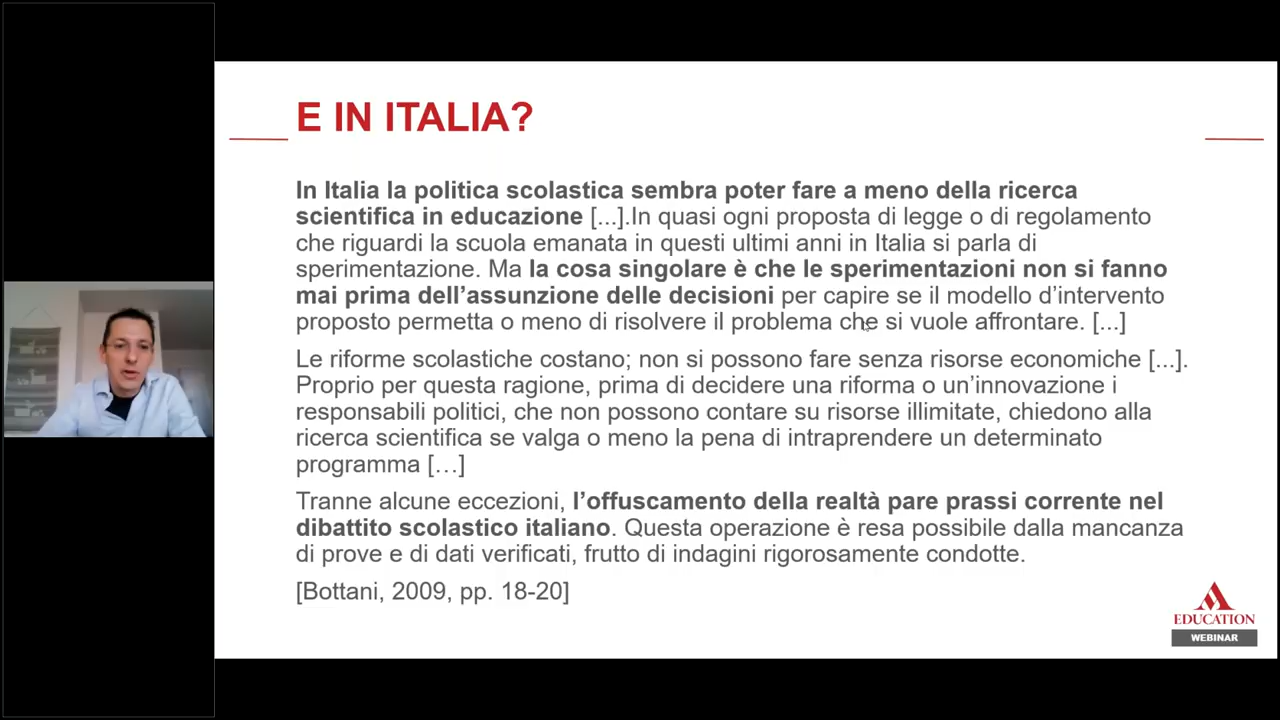 E IN ITALIA?
In Italia la politica scolastica sembra poter fare a meno della ricerca
scientifica in educazione [...].In quasi ogni proposta di legge o di regolamento
che riguardi la scuola emanata in questi ultimi anni in Italia si parla di
sperimentazione. Ma la cosa singolare è che le sperimentazioni non si fanno
mai prima dell’assunzione delle decisioni per capire se il modello d’intervento
proposto permetta o meno di risolvere il problema che si vuole affrontare. [...]
Le riforme scolastiche costano; non si possono fare senza risorse economiche [...].
Proprio per questa ragione, prima di decidere una riforma o un’innovazione i
responsabili politici, che non possono contare su risorse illimitate, chiedono alla
ricerca scientifica se valga o meno la pena di intraprendere un determinato
programma […]
Tranne alcune eccezioni, l’offuscamento della realtà pare prassi corrente nel
dibattito scolastico italiano. Questa operazione è resa possibile dalla mancanza
di prove e di dati verificati, frutto di indagini rigorosamente condotte.
[Bottani, 2009, pp. 18-20]
EDUCATION
WEBINAR